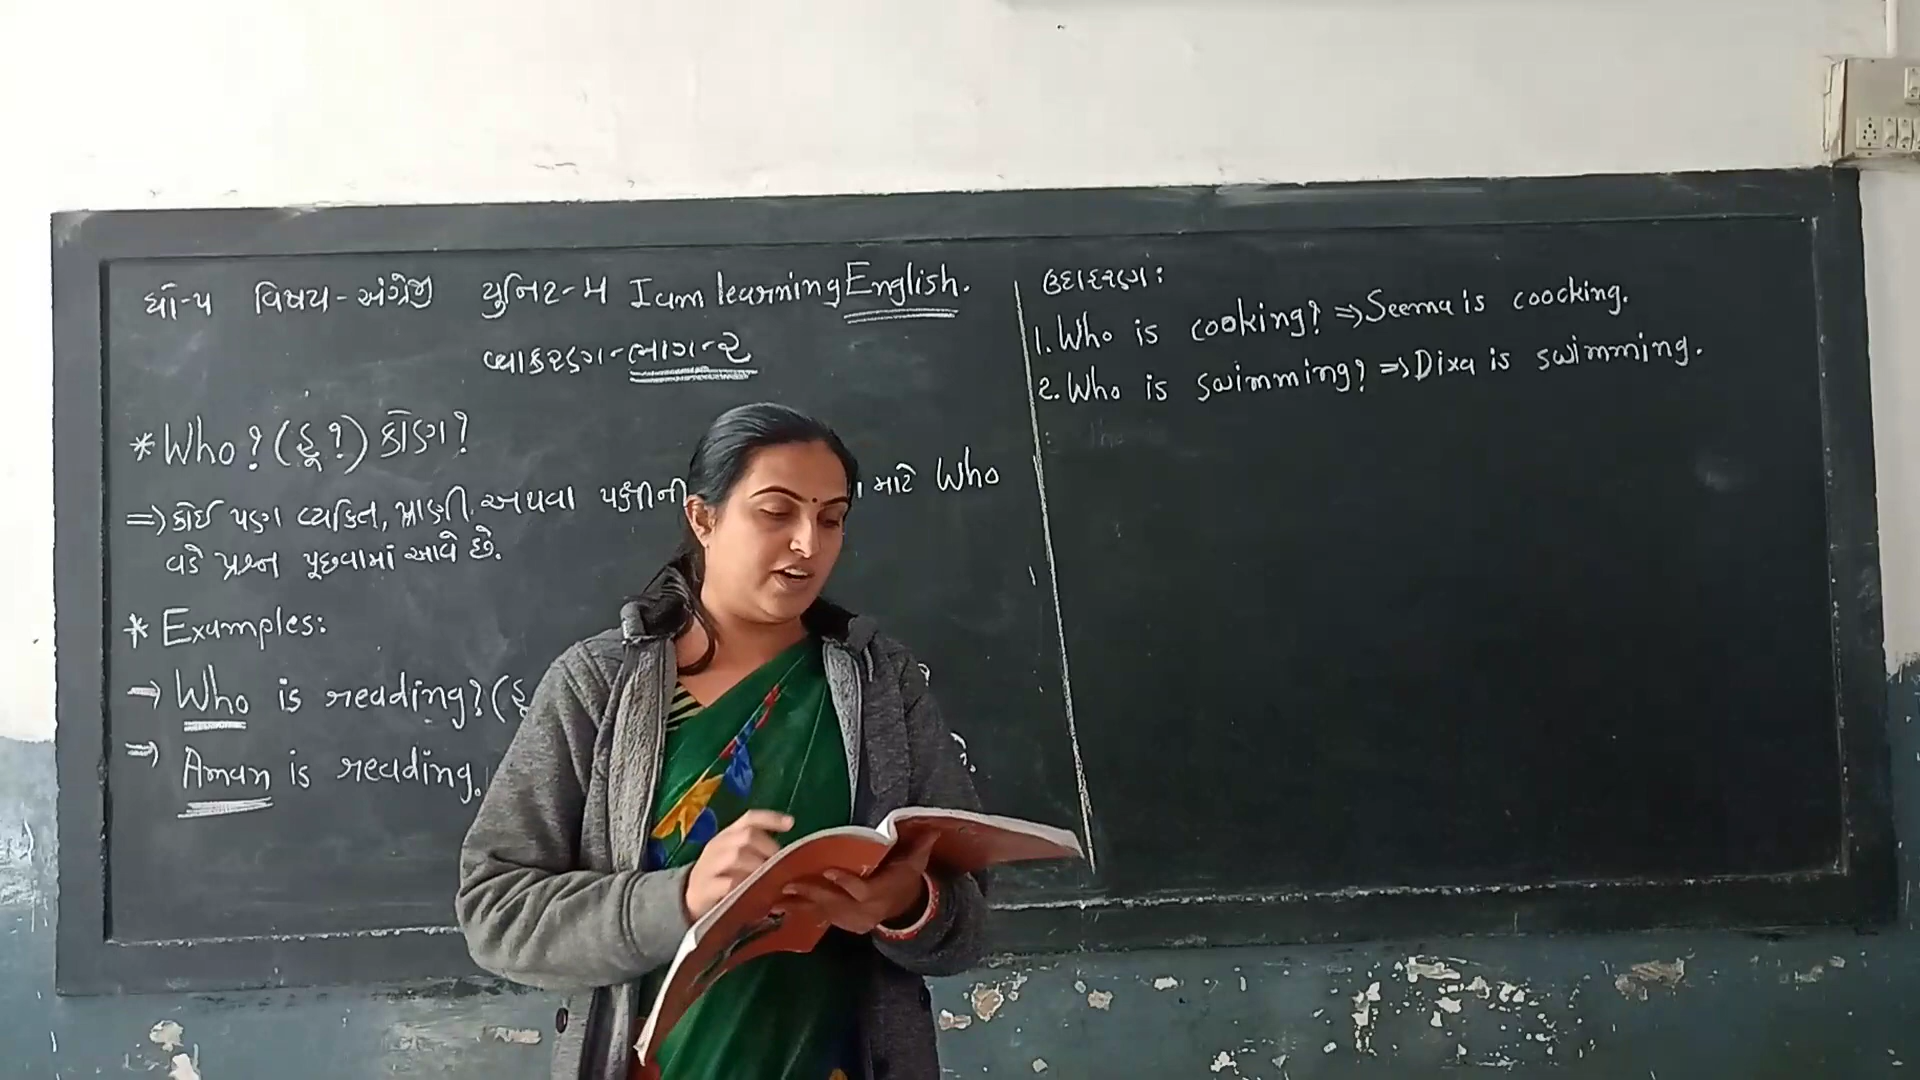 ધો-૫ વિષય-અંગ્રેજી યુનિટ-૧ I am learning English.
વ્યાકરણ-ભાગ-૨
* Who? (હૂ?) કોણ?
=> કોઈ પણ વ્યકિત, પ્રાણી અથવા પક્ષીની માટે Who
વડે પ્રશ્ન પૂછવામાં આવે છે.
* Examples:
→ Who is reading? (હૂ
⇒ Aman is reading.
ઉદાહરણ:
1. Who is cooking? => Seema is coocking.
2. Who is swimming? => Dixa is swimming.